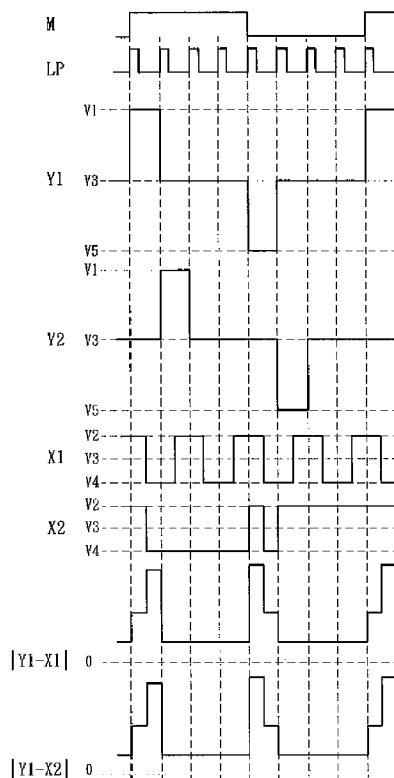 M
LP
V1
Y1 V3
V5
V1
Y2 V3
V5
V2
X1 V3
V4
V2
X2 V3
V4
|Y1-X1| 0
|Y1-X2| 0